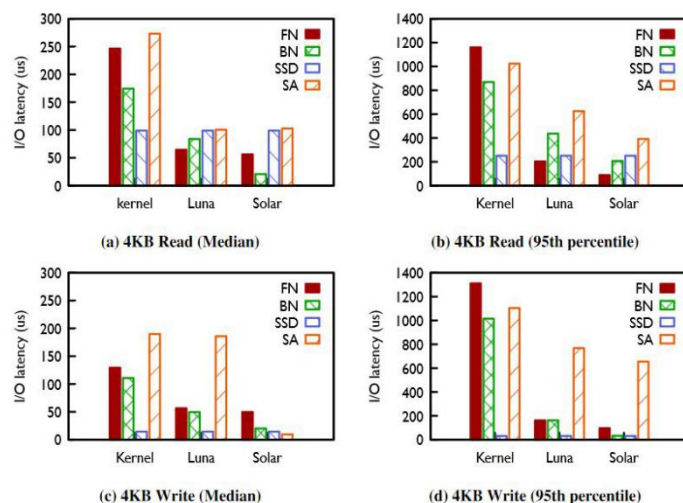 300
250
200
150
100
50
0
I/O latency (us)
FN
BN
SSD
SA
kernel Luna Solar
(a) 4KB Read (Median)
1400
1200
1000
800
600
400
200
0
I/O latency (us)
FN
BN
SSD
SA
Kernel Luna Solar
(b) 4KB Read (95th percentile)
300
250
200
150
100
50
0
I/O latency (us)
FN
BN
SSD
SA
Kernel Luna Solar
(c) 4KB Write (Median)
1400
1200
1000
800
600
400
200
0
I/O latency (us)
FN
BN
SSD
SA
Kernel Luna Solar
(d) 4KB Write (95th percentile)